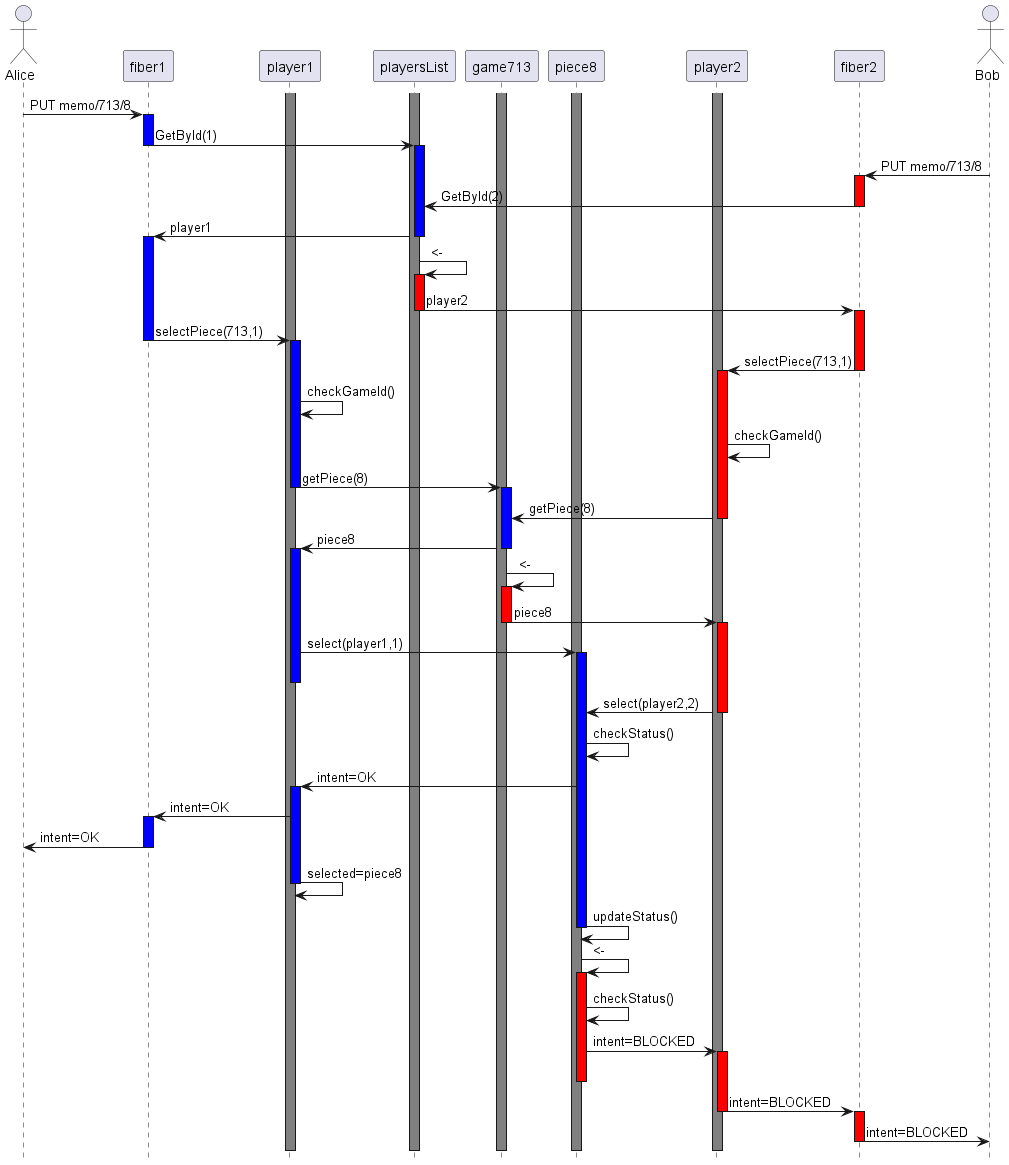 Alice
fiber1
player1
playersList
game713
piece8
player2
fiber2
Bob
PUT memo/713/8
GetById(1)
PUT memo/713/8
GetById(2)
player1
<-
player2
selectPiece(713,1)
selectPiece(713,1)
checkGameId()
checkGameId()
getPiece(8)
getPiece(8)
piece8
<-
piece8
select(player1,1)
select(player2,2)
checkStatus()
intent=OK
intent=OK
intent=OK
selected=piece8
updateStatus()
<-
checkStatus()
intent=BLOCKED
intent=BLOCKED
intent=BLOCKED